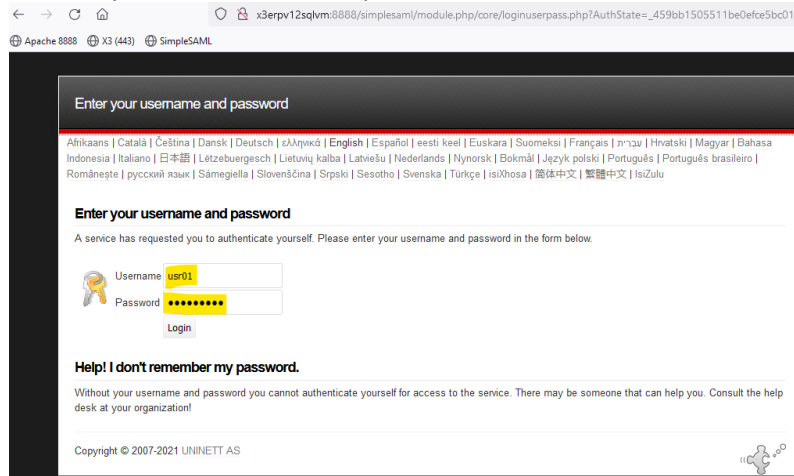 x3erpv12sqlvm:8888/simplesaml/module.php/core/loginuserpass.php?AuthState=_459bb1505511be0efce5bc01
Apache 8888 X3 (443) SimpleSAML
Enter your username and password
Afrikaans | Català | Čeština | Dansk | Deutsch | ελληνικά | English | Español | eesti keel | Euskara | Suomeksi | Français | עִבְרִית | Hrvatski | Magyar | Bahasa
Indonesia | Italiano | 日本語 | Lëtzebuergesch | Lietuvių kalba | Latviešu | Nederlands | Nynorsk | Bokmål | Język polski | Português | Português brasileiro |
Românește | русский язык | Sámegiella | Slovenščina | Srpski | Sesotho | Svenska | Türkçe | isiXhosa | 简体中文 | 繁體中文 | IsiZulu
Enter your username and password
A service has requested you to authenticate yourself. Please enter your username and password in the form below.
Username usr01
Password ●●●●●●●●●
Login
Help! I don't remember my password.
Without your username and password you cannot authenticate yourself for access to the service. There may be someone that can help you. Consult the help
desk at your organization!
Copyright © 2007-2021 UNINETT AS